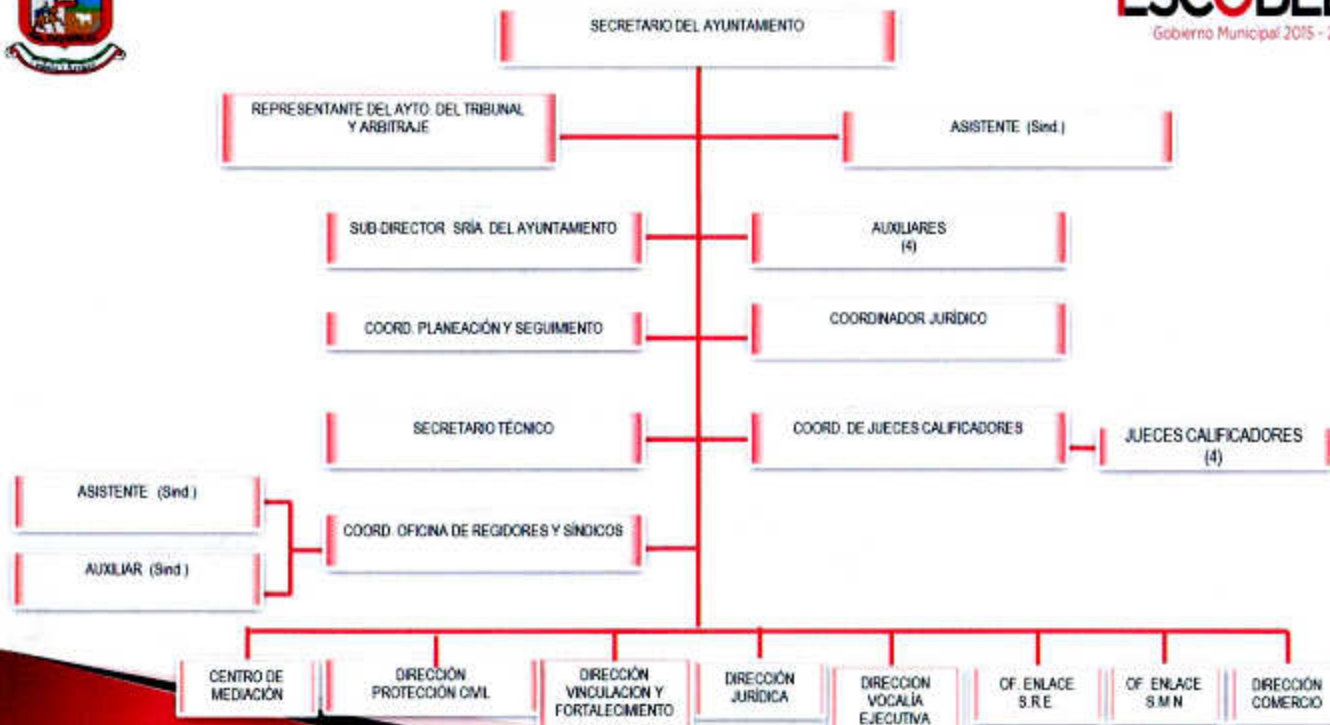 ESCOBE
Gobierno Municipal 2015 - 2
SECRETARIO DEL AYUNTAMIENTO
REPRESENTANTE DEL AYTO. DEL TRIBUNAL
Y ARBITRAJE
ASISTENTE (Sind.)
SUB-DIRECTOR SRÍA. DEL AYUNTAMIENTO
AUXILIARES
(4)
COORD. PLANEACIÓN Y SEGUIMIENTO
COORDINADOR JURÍDICO
SECRETARIO TÉCNICO
COORD. DE JUECES CALIFICADORES
JUECES CALIFICADORES
(4)
ASISTENTE (Sind.)
COORD. OFICINA DE REGIDORES Y SÍNDICOS
AUXILIAR (Sind.)
CENTRO DE
MEDIACIÓN
DIRECCIÓN
PROTECCIÓN CIVIL
DIRECCIÓN
VINCULACION Y
FORTALECIMIENTO
DIRECCIÓN
JURÍDICA
DIRECCION
VOCALÍA
EJECUTIVA
OF. ENLACE
S.R.E
OF. ENLACE
S.M.N
DIRECCIÓN
COMERCIO